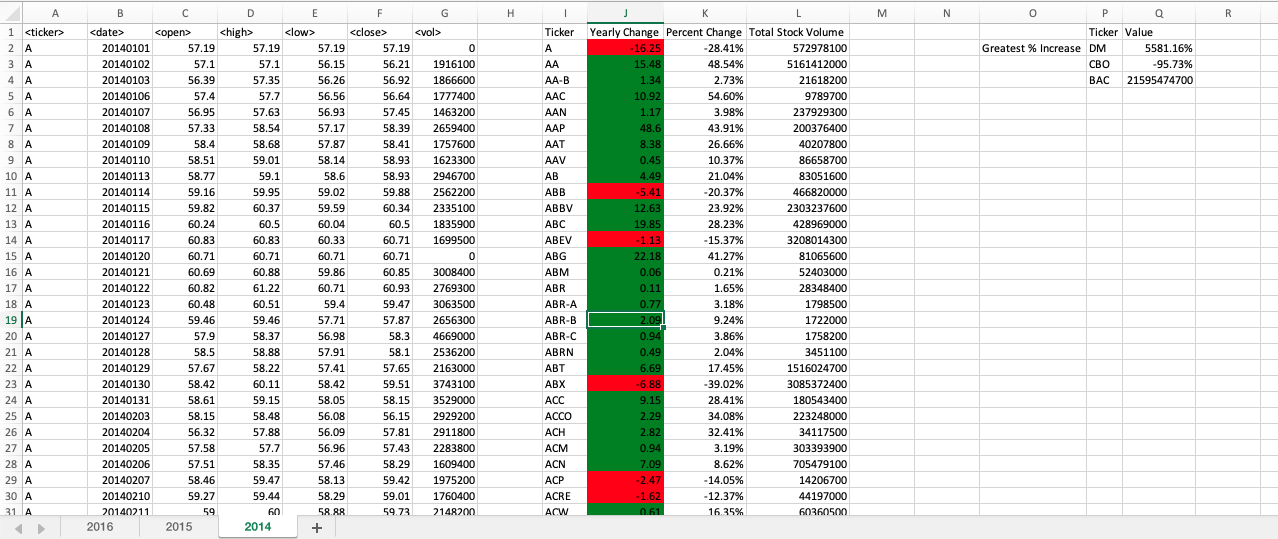 A B C D E F G H I J K L M N O P Q R
1 <ticker> <date> <open> <high> <low> <close> <vol> Ticker Yearly Change Percent Change Total Stock Volume Ticker Value
2 A 20140101 57.19 57.19 57.19 57.19 0 A -16.25 -28.41% 572978100 Greatest % Increase DM 5581.16%
3 A 20140102 57.1 57.1 56.15 56.21 1916100 AA 15.48 48.54% 5161412000 CBO -95.73%
4 A 20140103 56.39 57.35 56.26 56.92 1866600 AA-B 1.34 2.73% 21618200 BAC 21595474700
5 A 20140106 57.4 57.7 56.56 56.64 1777400 AAC 10.92 54.60% 9789700
6 A 20140107 56.95 57.63 56.93 57.45 1463200 AAN 1.17 3.98% 237929300
7 A 20140108 57.33 58.54 57.17 58.39 2659400 AAP 48.6 43.91% 200376400
8 A 20140109 58.4 58.68 57.87 58.41 1757600 AAT 8.38 26.66% 40207800
9 A 20140110 58.51 59.01 58.14 58.93 1623300 AAV 0.45 10.37% 86658700
10 A 20140113 58.77 59.1 58.6 58.93 2946700 AB 4.49 21.04% 83051600
11 A 20140114 59.16 59.95 59.02 59.88 2562200 ABB -5.41 -20.37% 466820000
12 A 20140115 59.82 60.37 59.59 60.34 2335100 ABBV 12.63 23.92% 2303237600
13 A 20140116 60.24 60.5 60.04 60.5 1835900 ABC 19.85 28.23% 428969000
14 A 20140117 60.83 60.83 60.33 60.71 1699500 ABEV -1.13 -15.37% 3208014300
15 A 20140120 60.71 60.71 60.71 60.71 0 ABG 22.18 41.27% 81065600
16 A 20140121 60.69 60.88 59.86 60.85 3008400 ABM 0.06 0.21% 52403000
17 A 20140122 60.82 61.22 60.71 60.93 2769300 ABR 0.11 1.65% 28348400
18 A 20140123 60.48 60.51 59.4 59.47 3063500 ABR-A 0.77 3.18% 1798500
19 A 20140124 59.46 59.46 57.71 57.87 2656300 ABR-B 2.09 9.24% 1722000
20 A 20140127 57.9 58.37 56.98 58.3 4669000 ABR-C 0.94 3.86% 1758200
21 A 20140128 58.5 58.88 57.91 58.1 2536200 ABRN 0.49 2.04% 3451100
22 A 20140129 57.67 58.22 57.41 57.65 2163000 ABT 6.69 17.45% 1516024700
23 A 20140130 58.42 60.11 58.42 59.51 3743100 ABX -6.88 -39.02% 3085372400
24 A 20140131 58.61 59.15 58.05 58.15 3529000 ACC 9.15 28.41% 180543400
25 A 20140203 58.15 58.48 56.08 56.15 2929200 ACCO 2.29 34.08% 223248000
26 A 20140204 56.32 57.88 56.09 57.81 2911800 ACH 2.82 32.41% 34117500
27 A 20140205 57.58 57.7 56.96 57.43 2283800 ACM 0.94 3.19% 303393900
28 A 20140206 57.51 58.35 57.46 58.29 1609400 ACN 7.09 8.62% 705479100
29 A 20140207 58.46 59.47 58.13 59.42 1975200 ACP -2.47 -14.05% 14206700
30 A 20140210 59.27 59.44 58.29 59.01 1760400 ACRE -1.62 -12.37% 44197000
31 A 20140211 59 60 58.88 59.73 2148200 ACW 0.61 16.35% 60360500
2016 2015 2014 +